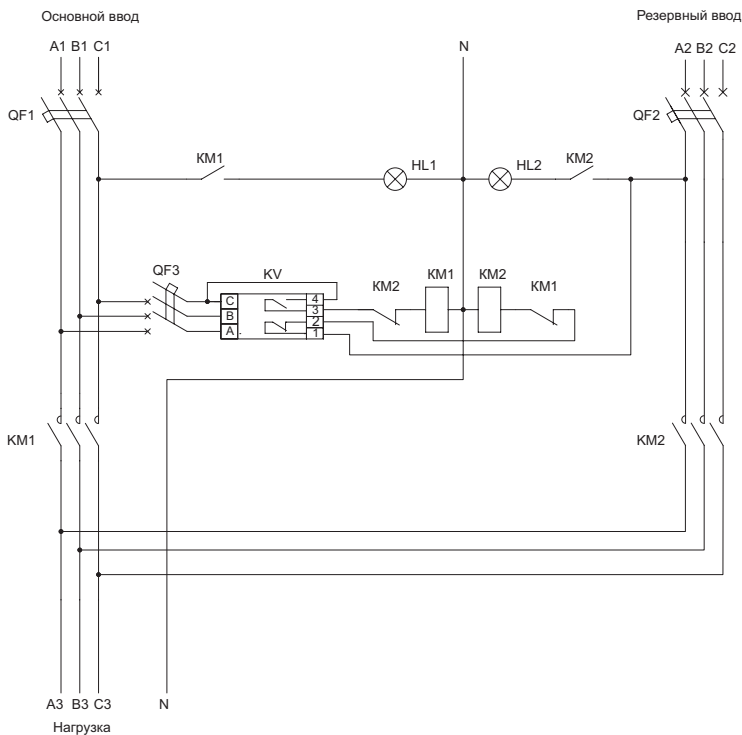 Основной ввод
Резервный ввод
A1 B1 C1
N
A2 B2 C2
QF1
QF2
KM1
HL1
HL2
KM2
QF3
KV
KM2
KM1
KM2
KM1
C
4
3
B
2
A
1
KM1
KM2
A3 B3 C3
N
Нагрузка